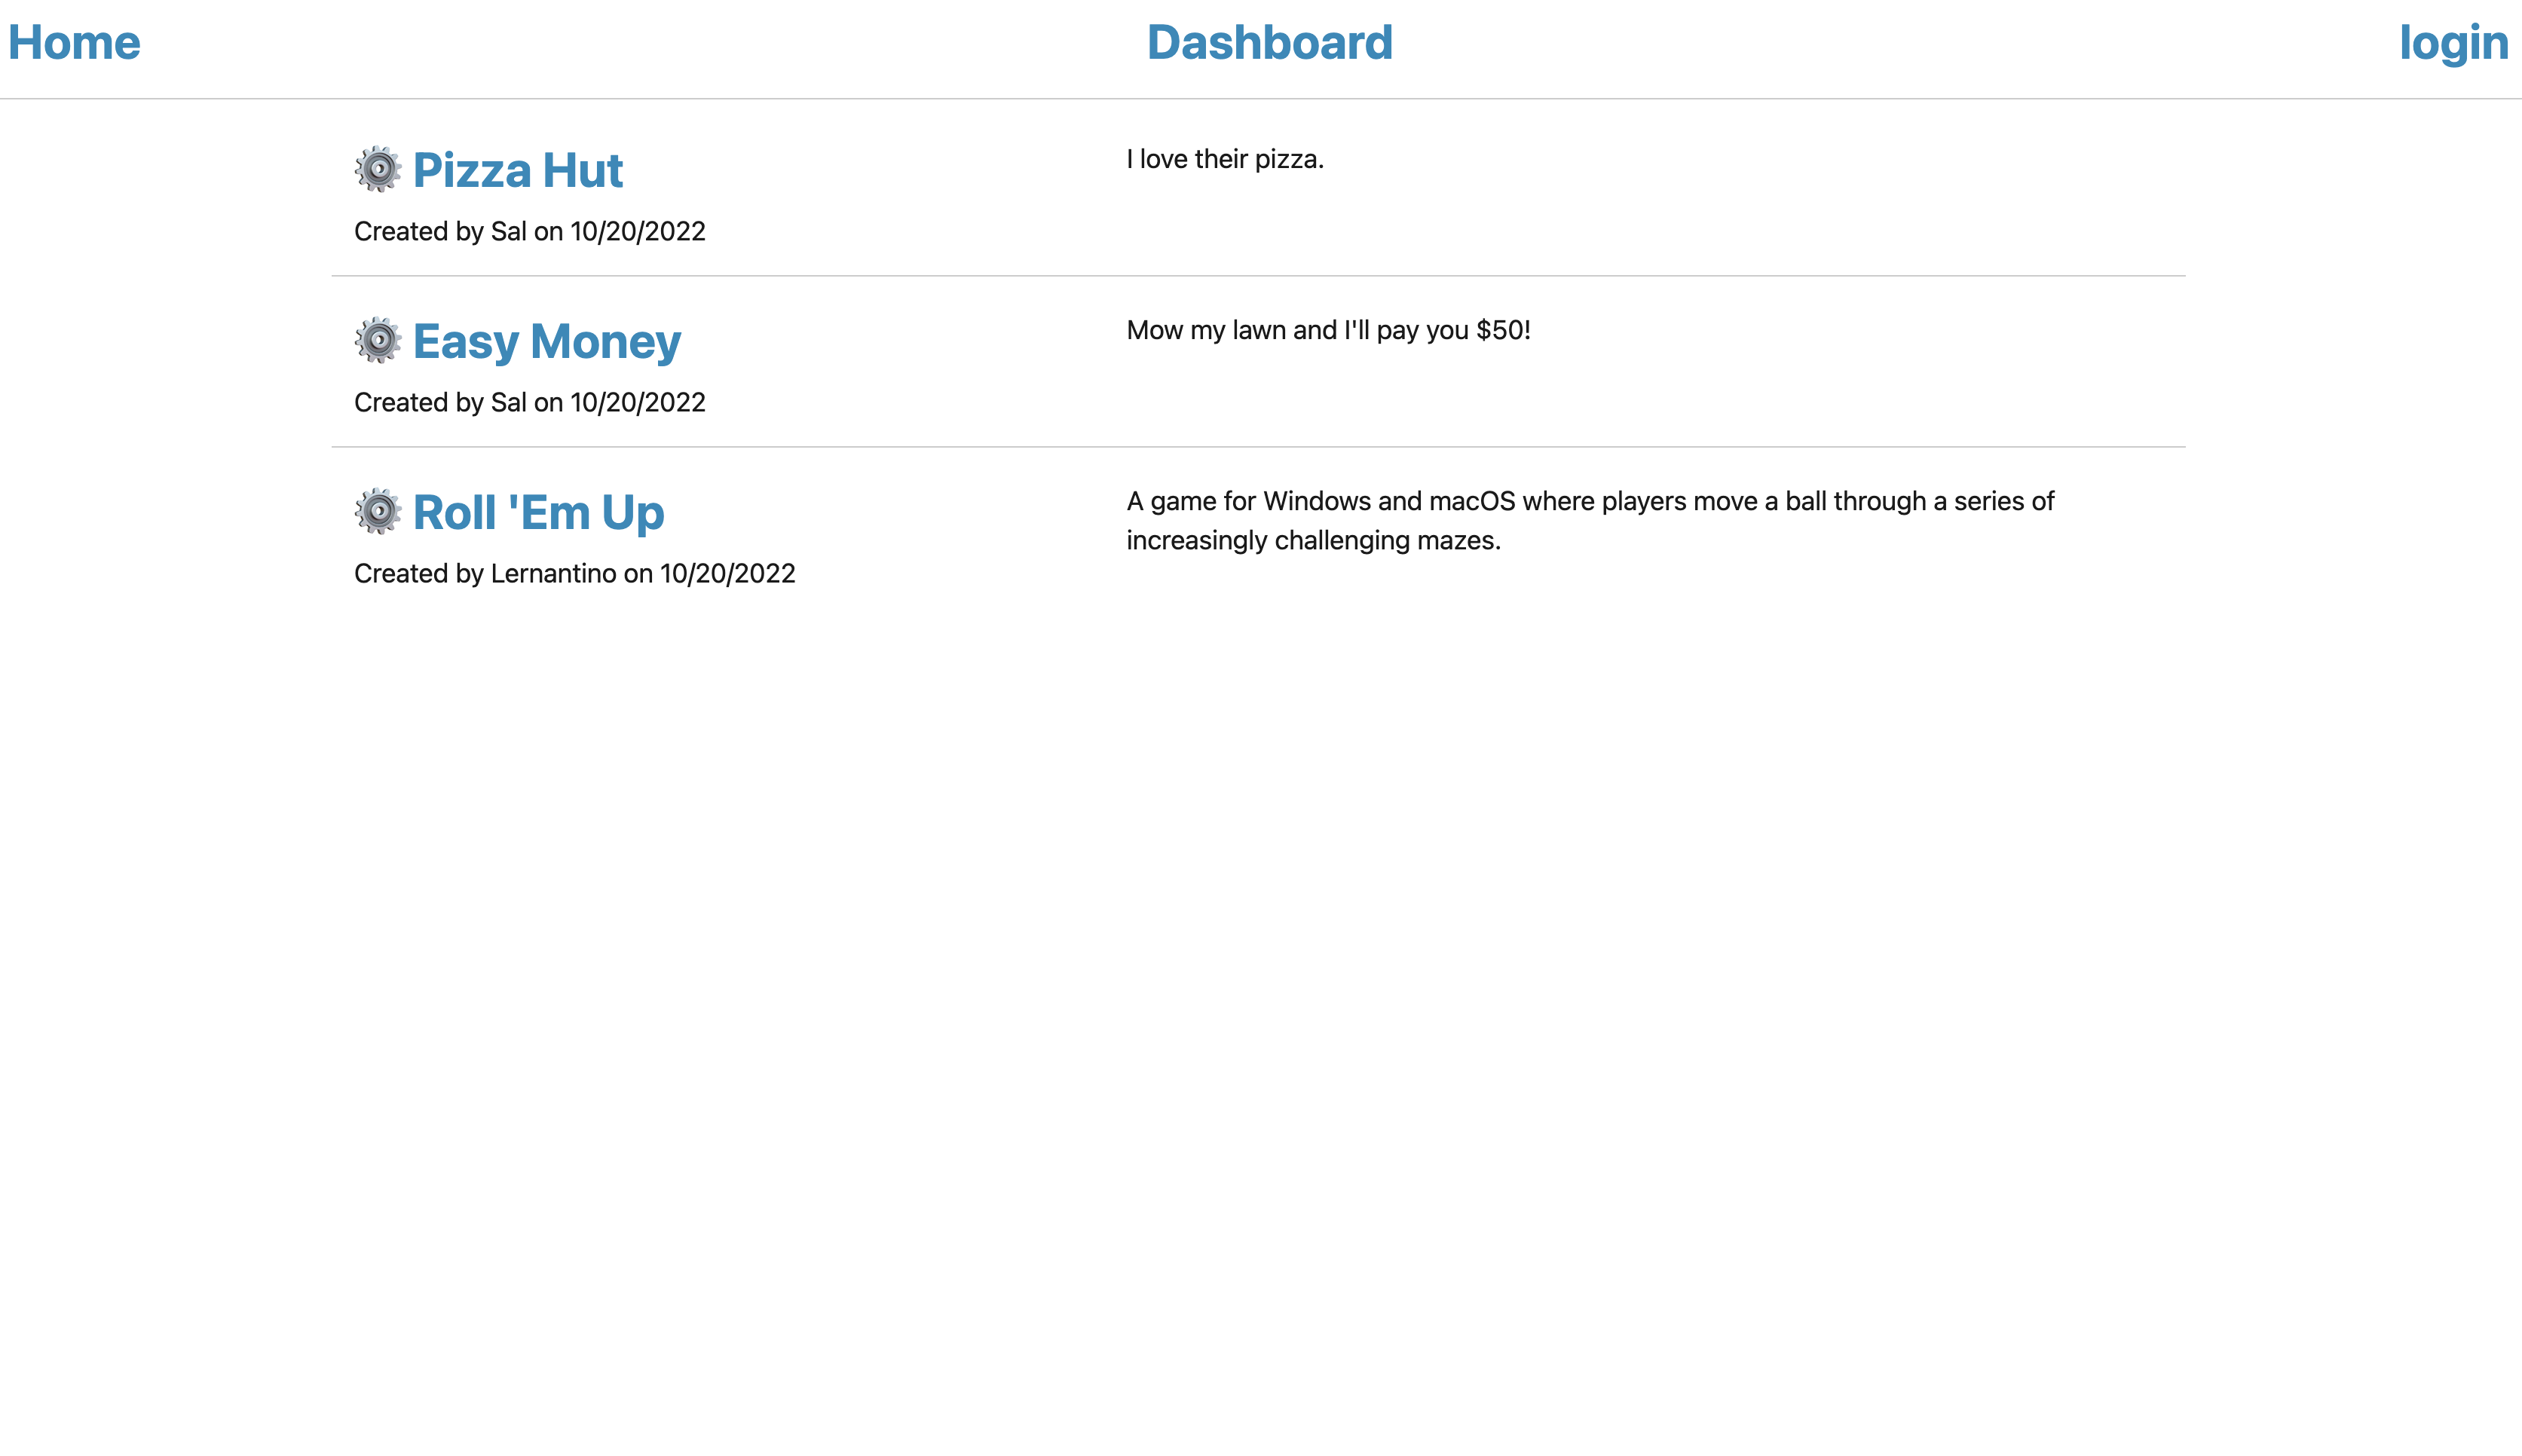 Home Dashboard login
Pizza Hut
I love their pizza.
Created by Sal on 10/20/2022
Easy Money
Mow my lawn and I'll pay you $50!
Created by Sal on 10/20/2022
Roll 'Em Up
A game for Windows and macOS where players move a ball through a series of
increasingly challenging mazes.
Created by Lernantino on 10/20/2022